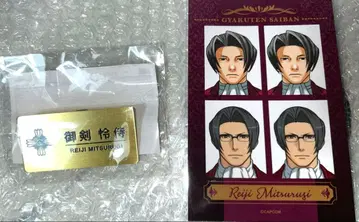 御剣 怜侍
REIJI MITSURUGI
GYAKUTEN SAIBAN
Reiji Mitsurugi